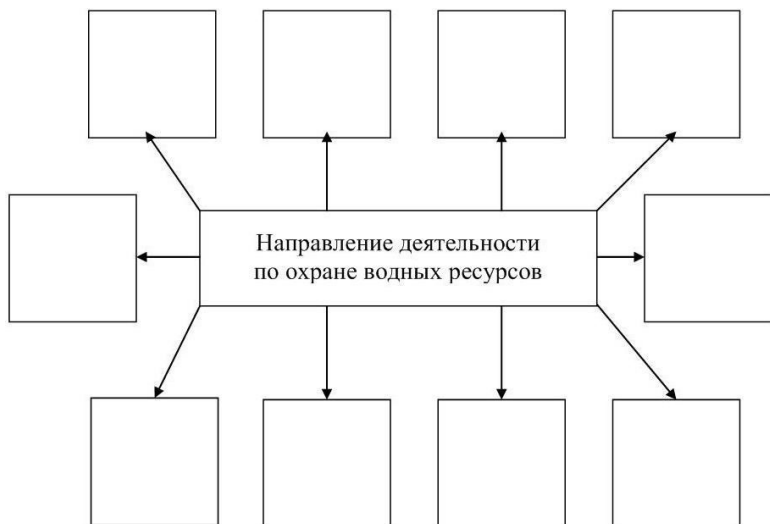 Направление деятельности
по охране водных ресурсов